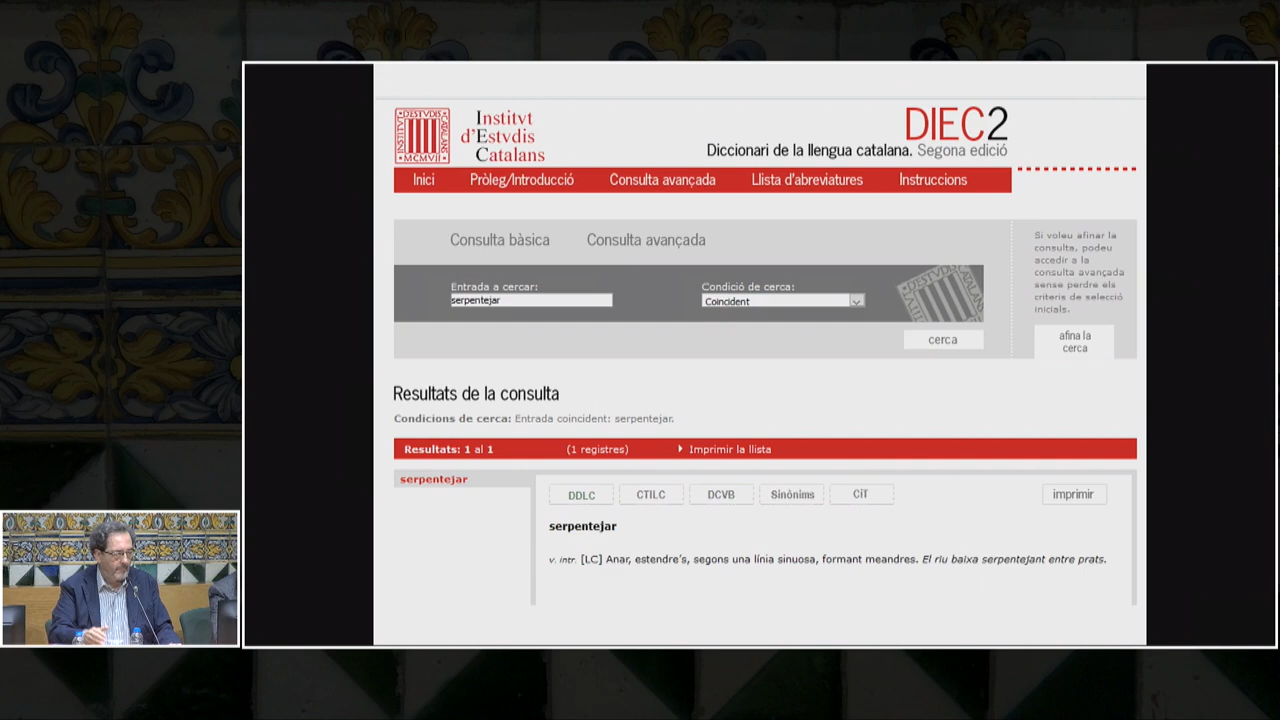 INSTITVT
D'ESTVDIS
CATALANS
MCMVII
Institvt
d'Estvdis
Catalans
DIEC2
Diccionari de la llengua catalana. Segona edició
Inici Pròleg/Introducció Consulta avançada Llista d'abreviatures Instruccions
Consulta bàsica Consulta avançada
Entrada a cercar: Condició de cerca:
serpentejar Coincident
cerca
Si voleu afinar la
consulta, podeu
accedir a la
consulta avançada
sense perdre els
criteris de selecció
inicials.
afina la
cerca
Resultats de la consulta
Condicions de cerca: Entrada coincident: serpentejar.
Resultats: 1 al 1 (1 registres) Imprimir la llista
serpentejar
DDLC CTILC DCVB Sinònims CiT imprimir
serpentejar
v. intr. [LC] Anar, estendre's, segons una línia sinuosa, formant meandres. El riu baixa serpentejant entre prats.